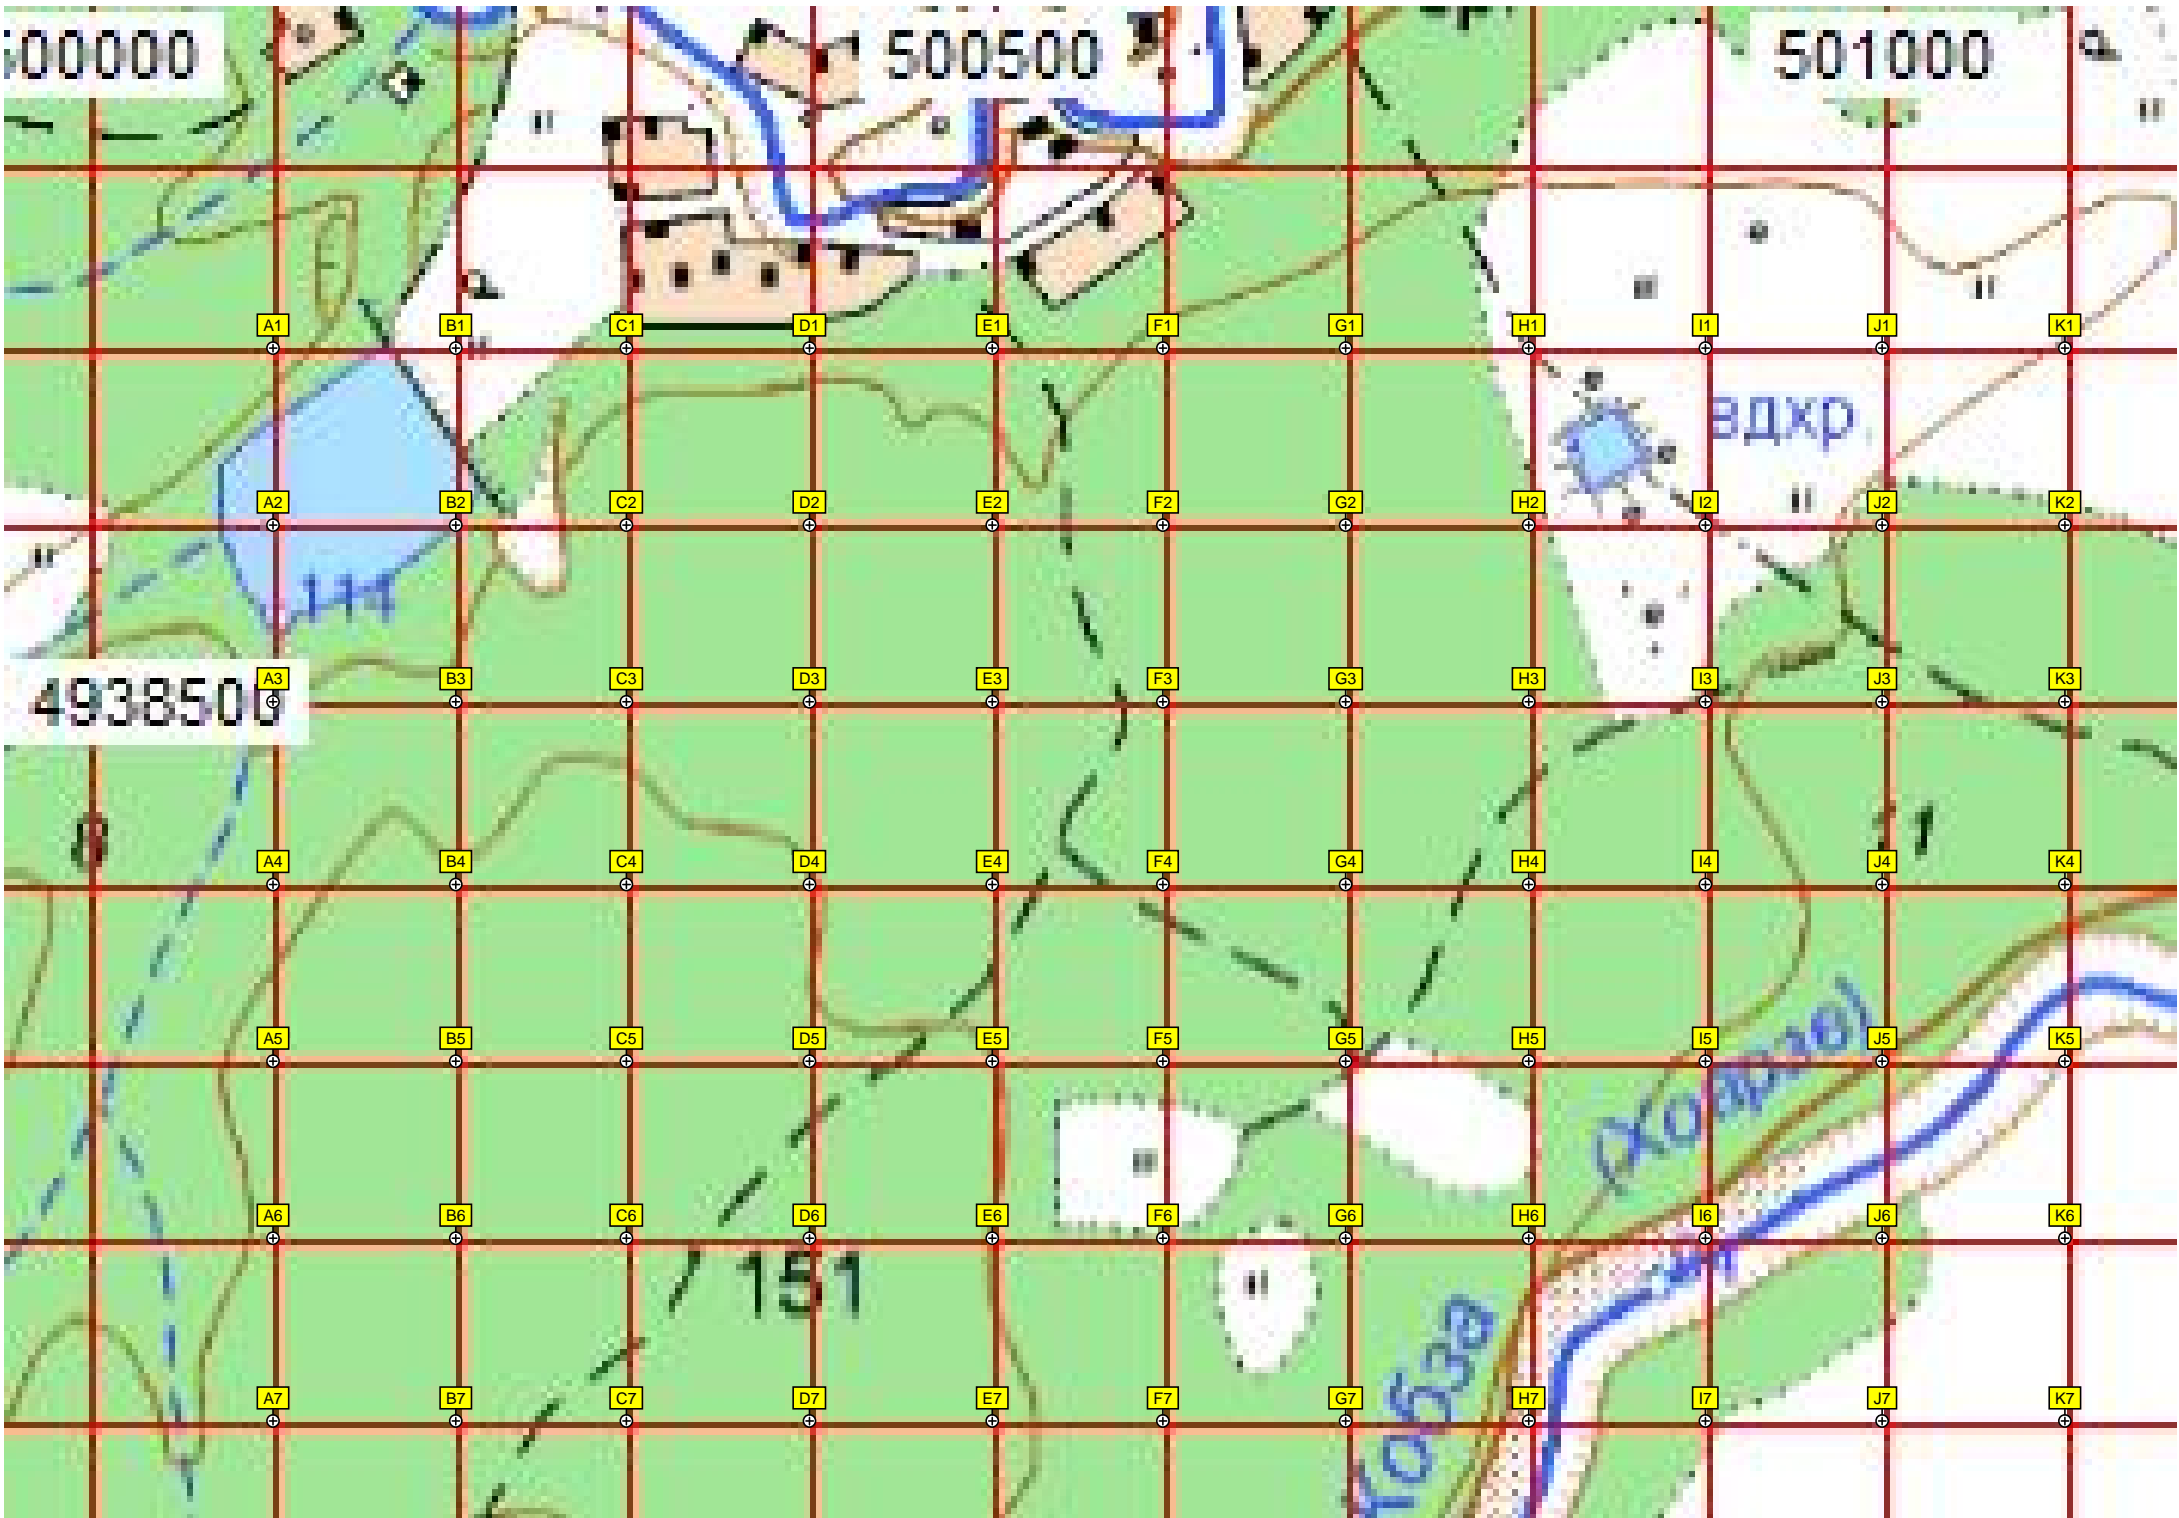 500500
501000
вдхр.
A1 B1 C1 D1 E1 F1 G1 H1 I1 J1 K1
A2 B2 C2 D2 E2 F2 G2 H2 I2 J2 K2
114
A3 B3 C3 D3 E3 F3 G3 H3 I3 J3 K3
4938500
A4 B4 C4 D4 E4 F4 G4 H4 I4 J4 K4
A5 B5 C5 D5 E5 F5 G5 H5 I5 J5 K5
A6 B6 C6 D6 E6 F6 G6 H6 I6 J6 K6
151
Хобза
A7 B7 C7 D7 E7 F7 G7 H7 I7 J7 K7